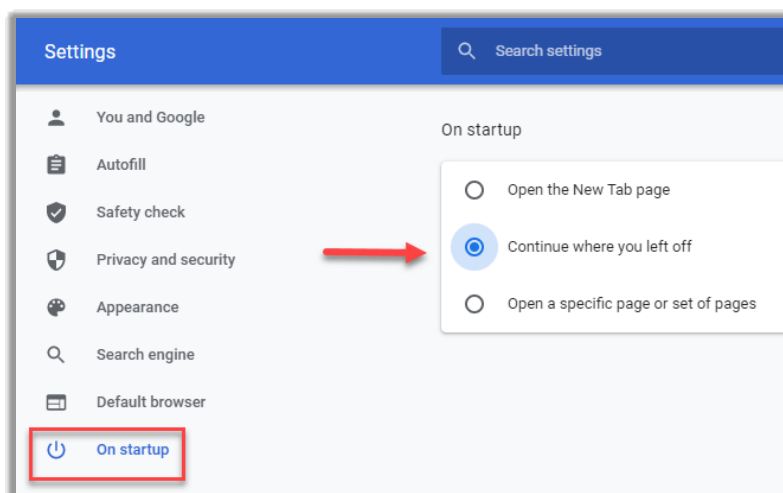 Settings
Search settings
You and Google
Autofill
Safety check
Privacy and security
Appearance
Search engine
Default browser
On startup
On startup
Open the New Tab page
Continue where you left off
Open a specific page or set of pages